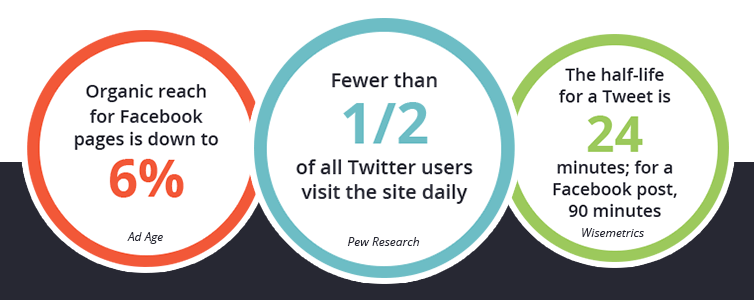 Organic reach
for Facebook
pages is down to
6%
Ad Age
Fewer than
1/2
of all Twitter users
visit the site daily
Pew Research
The half-life
for a Tweet is
24
minutes; for a
Facebook post,
90 minutes
Wisemetrics